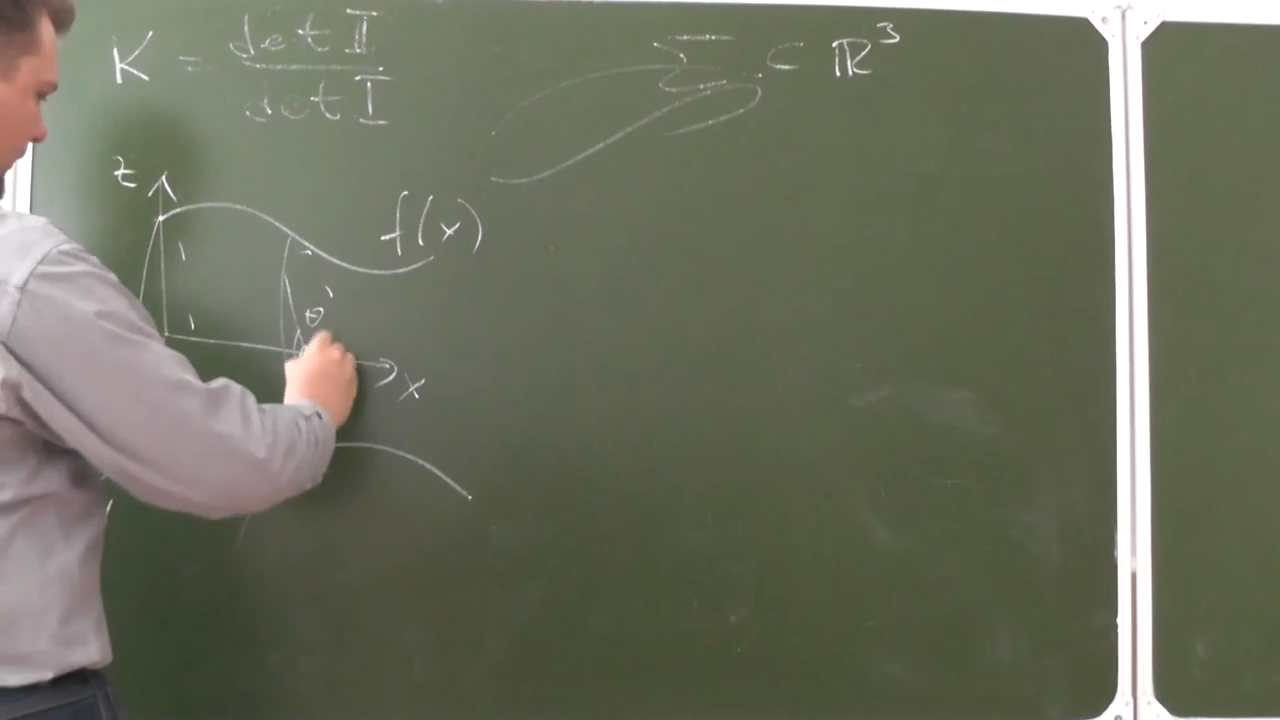 K = det II / det I
Σ ⊂ ℝ³
z
f(x)
θ
x